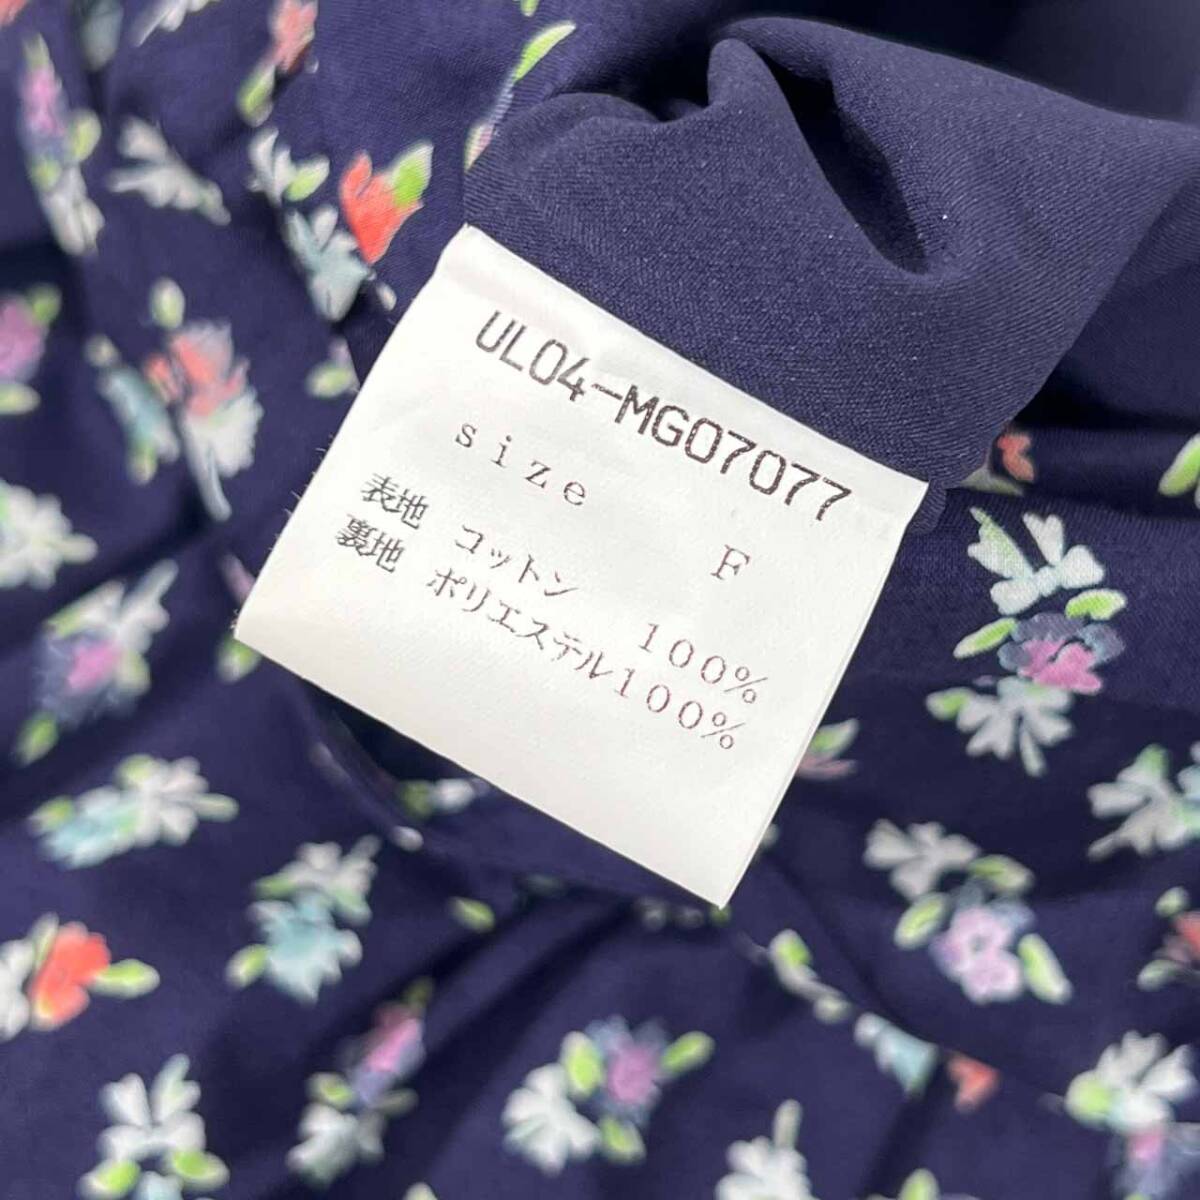 UL04-MG07077
size F
表地 コットン 100%
裏地 ポリエステル100%